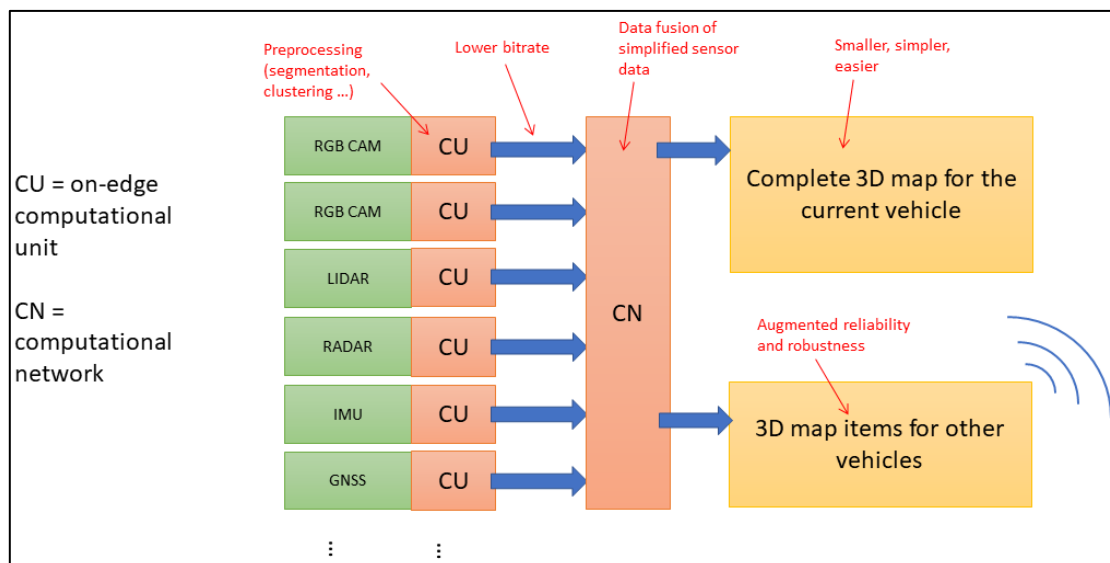 Preprocessing
(segmentation,
clustering ...)
Lower bitrate
Data fusion of
simplified sensor
data
Smaller, simpler,
easier
CU = on-edge
computational
unit
CN =
computational
network
RGB CAM
CU
RGB CAM
CU
LIDAR
CU
RADAR
CU
IMU
CU
GNSS
CU
...
...
CN
Complete 3D map for the
current vehicle
Augmented reliability
and robustness
3D map items for other
vehicles